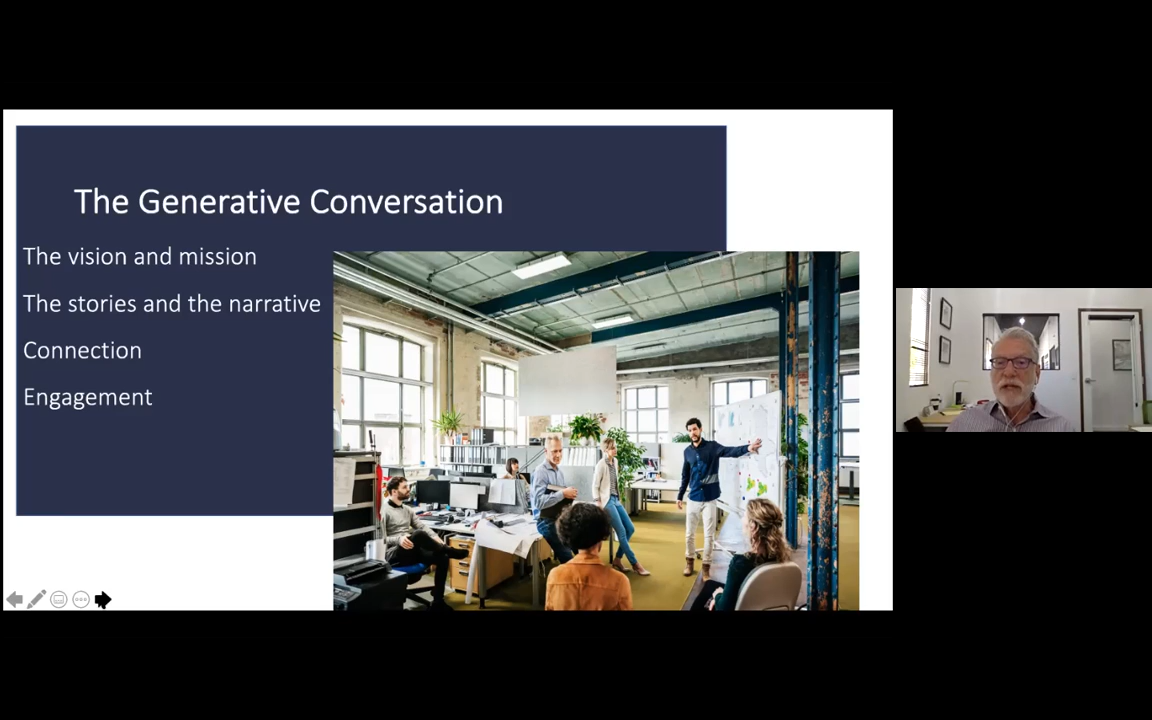 The Generative Conversation
The vision and mission
The stories and the narrative
Connection
Engagement